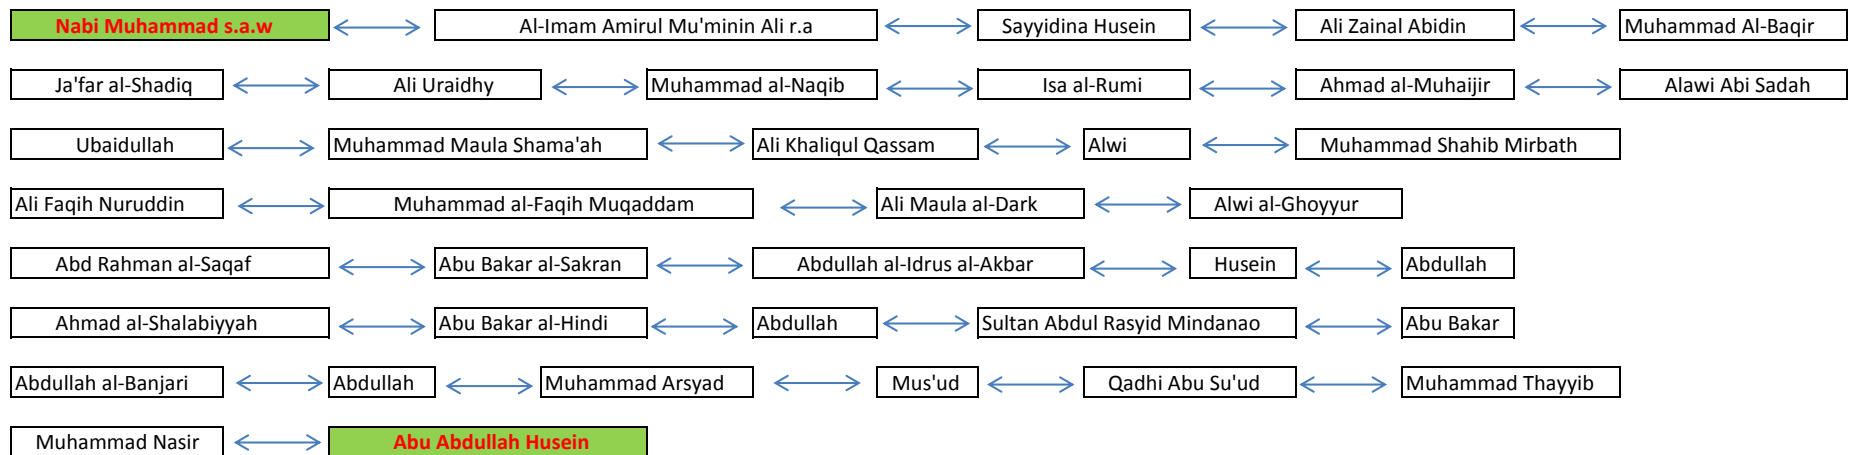 Nabi Muhammad s.a.w Al-Imam Amirul Mu'minin Ali r.a Sayyidina Husein Ali Zainal Abidin Muhammad Al-Baqir
Ja'far al-Shadiq Ali Uraidhy Muhammad al-Naqib Isa al-Rumi Ahmad al-Muhaijir Alawi Abi Sadah
Ubaidullah Muhammad Maula Shama'ah Ali Khaliqul Qassam Alwi Muhammad Shahib Mirbath
Ali Faqih Nuruddin Muhammad al-Faqih Muqaddam Ali Maula al-Dark Alwi al-Ghoyyur
Abd Rahman al-Saqaf Abu Bakar al-Sakran Abdullah al-Idrus al-Akbar Husein Abdullah
Ahmad al-Shalabiyyah Abu Bakar al-Hindi Abdullah Sultan Abdul Rasyid Mindanao Abu Bakar
Abdullah al-Banjari Abdullah Muhammad Arsyad Mus'ud Qadhi Abu Su'ud Muhammad Thayyib
Muhammad Nasir Abu Abdullah Husein